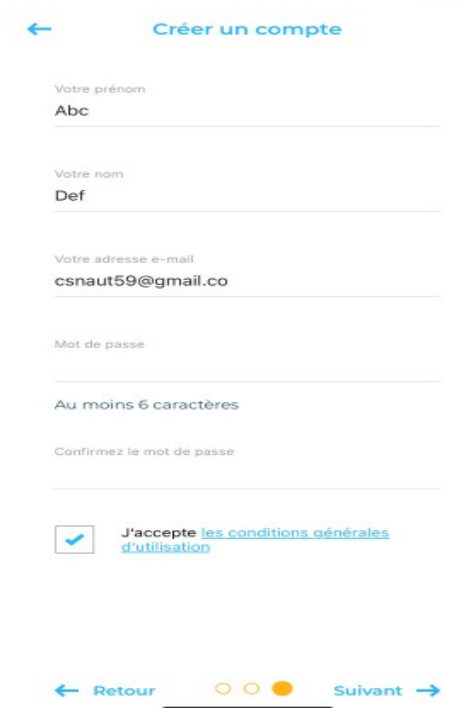 Créer un compte
Votre prénom
Abc
Votre nom
Def
Votre adresse e-mail
csnaut59@gmail.co
Mot de passe
Au moins 6 caractères
Confirmez le mot de passe
J'accepte les conditions générales
d'utilisation
Retour
Suivant